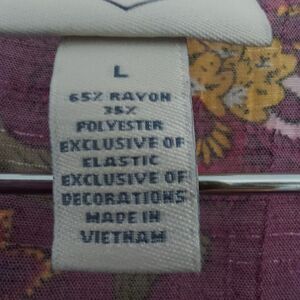 L
65% RAYON
35%
POLYESTER
EXCLUSIVE OF
ELASTIC
EXCLUSIVE OF
DECORATIONS
MADE IN
VIETNAM